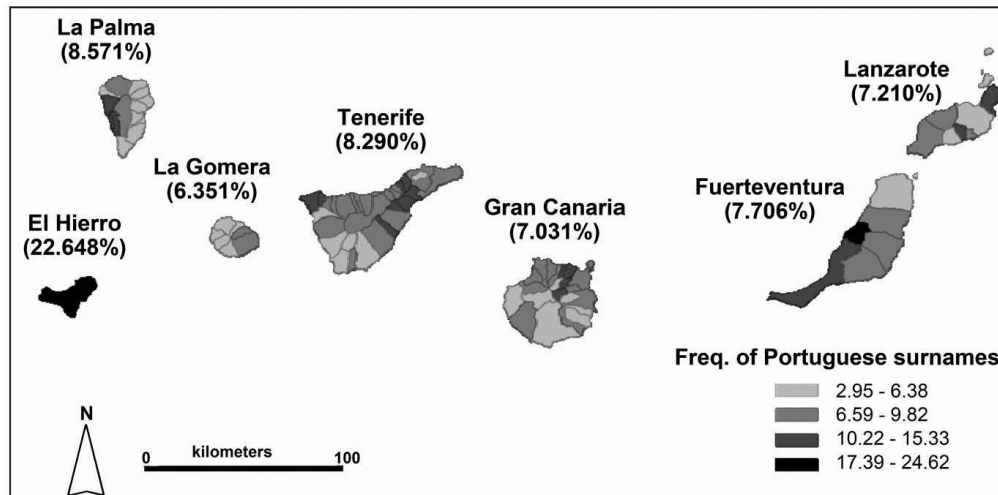 La Palma
(8.571%)
Lanzarote
(7.210%)
Tenerife
(8.290%)
La Gomera
(6.351%)
Fuerteventura
(7.706%)
Gran Canaria
(7.031%)
El Hierro
(22.648%)
Freq. of Portuguese surnames
2.95 - 6.38
6.59 - 9.82
10.22 - 15.33
17.39 - 24.62
N
kilometers
0 100